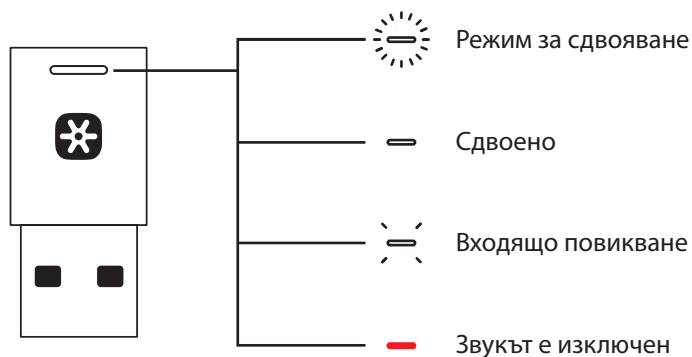 Режим за сдвояване
Сдвоено
Входящо повикване
Звукът е изключен